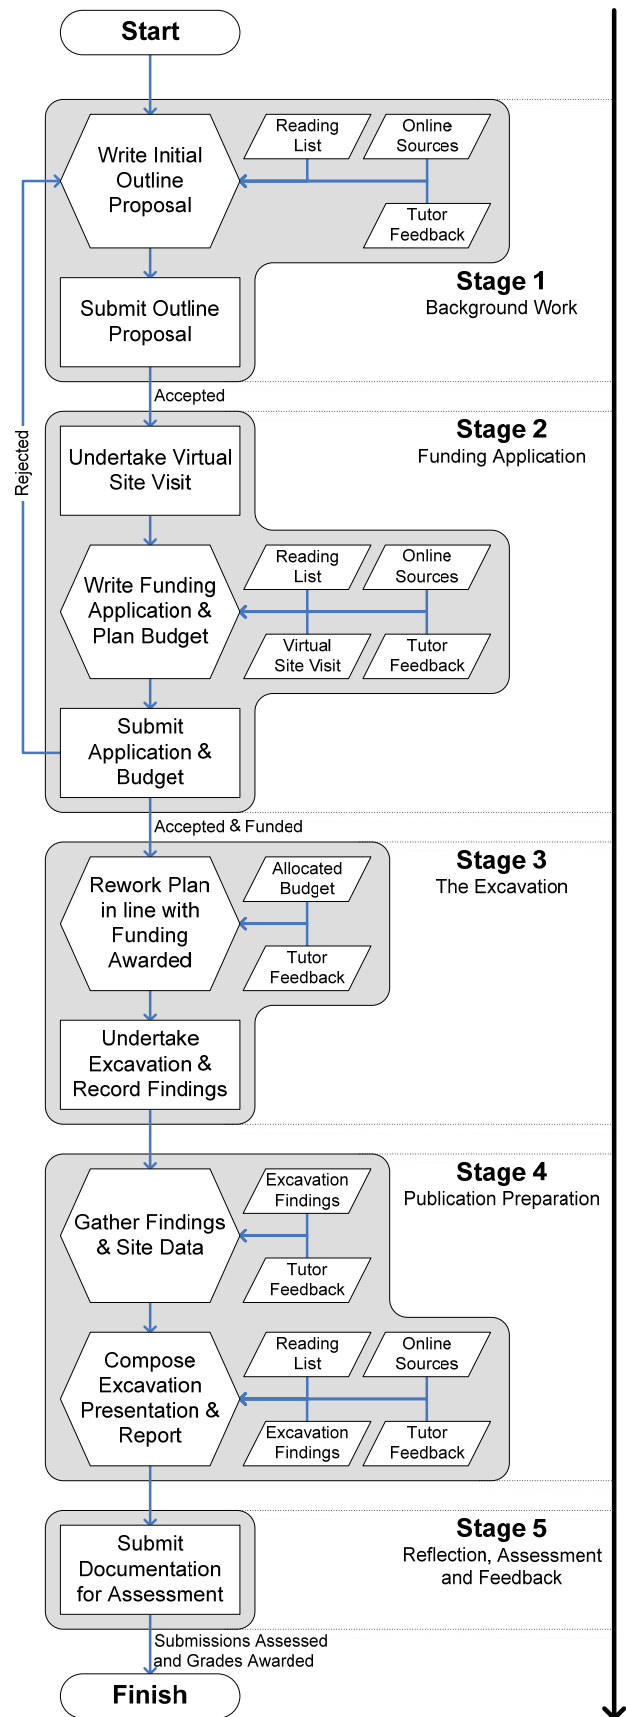 Start
Write Initial
Outline
Proposal
Reading
List
Online
Sources
Tutor
Feedback
Submit Outline
Proposal
Stage 1
Background Work
Accepted
Rejected
Stage 2
Funding Application
Undertake Virtual
Site Visit
Write Funding
Application &
Plan Budget
Reading
List
Online
Sources
Virtual
Site Visit
Tutor
Feedback
Submit
Application &
Budget
Accepted & Funded
Stage 3
The Excavation
Rework Plan
in line with
Funding
Awarded
Allocated
Budget
Tutor
Feedback
Undertake
Excavation &
Record Findings
Stage 4
Publication Preparation
Gather Findings
& Site Data
Excavation
Findings
Tutor
Feedback
Compose
Excavation
Presentation &
Report
Reading
List
Online
Sources
Excavation
Findings
Tutor
Feedback
Stage 5
Reflection, Assessment
and Feedback
Submit
Documentation
for Assessment
Submissions Assessed
and Grades Awarded
Finish